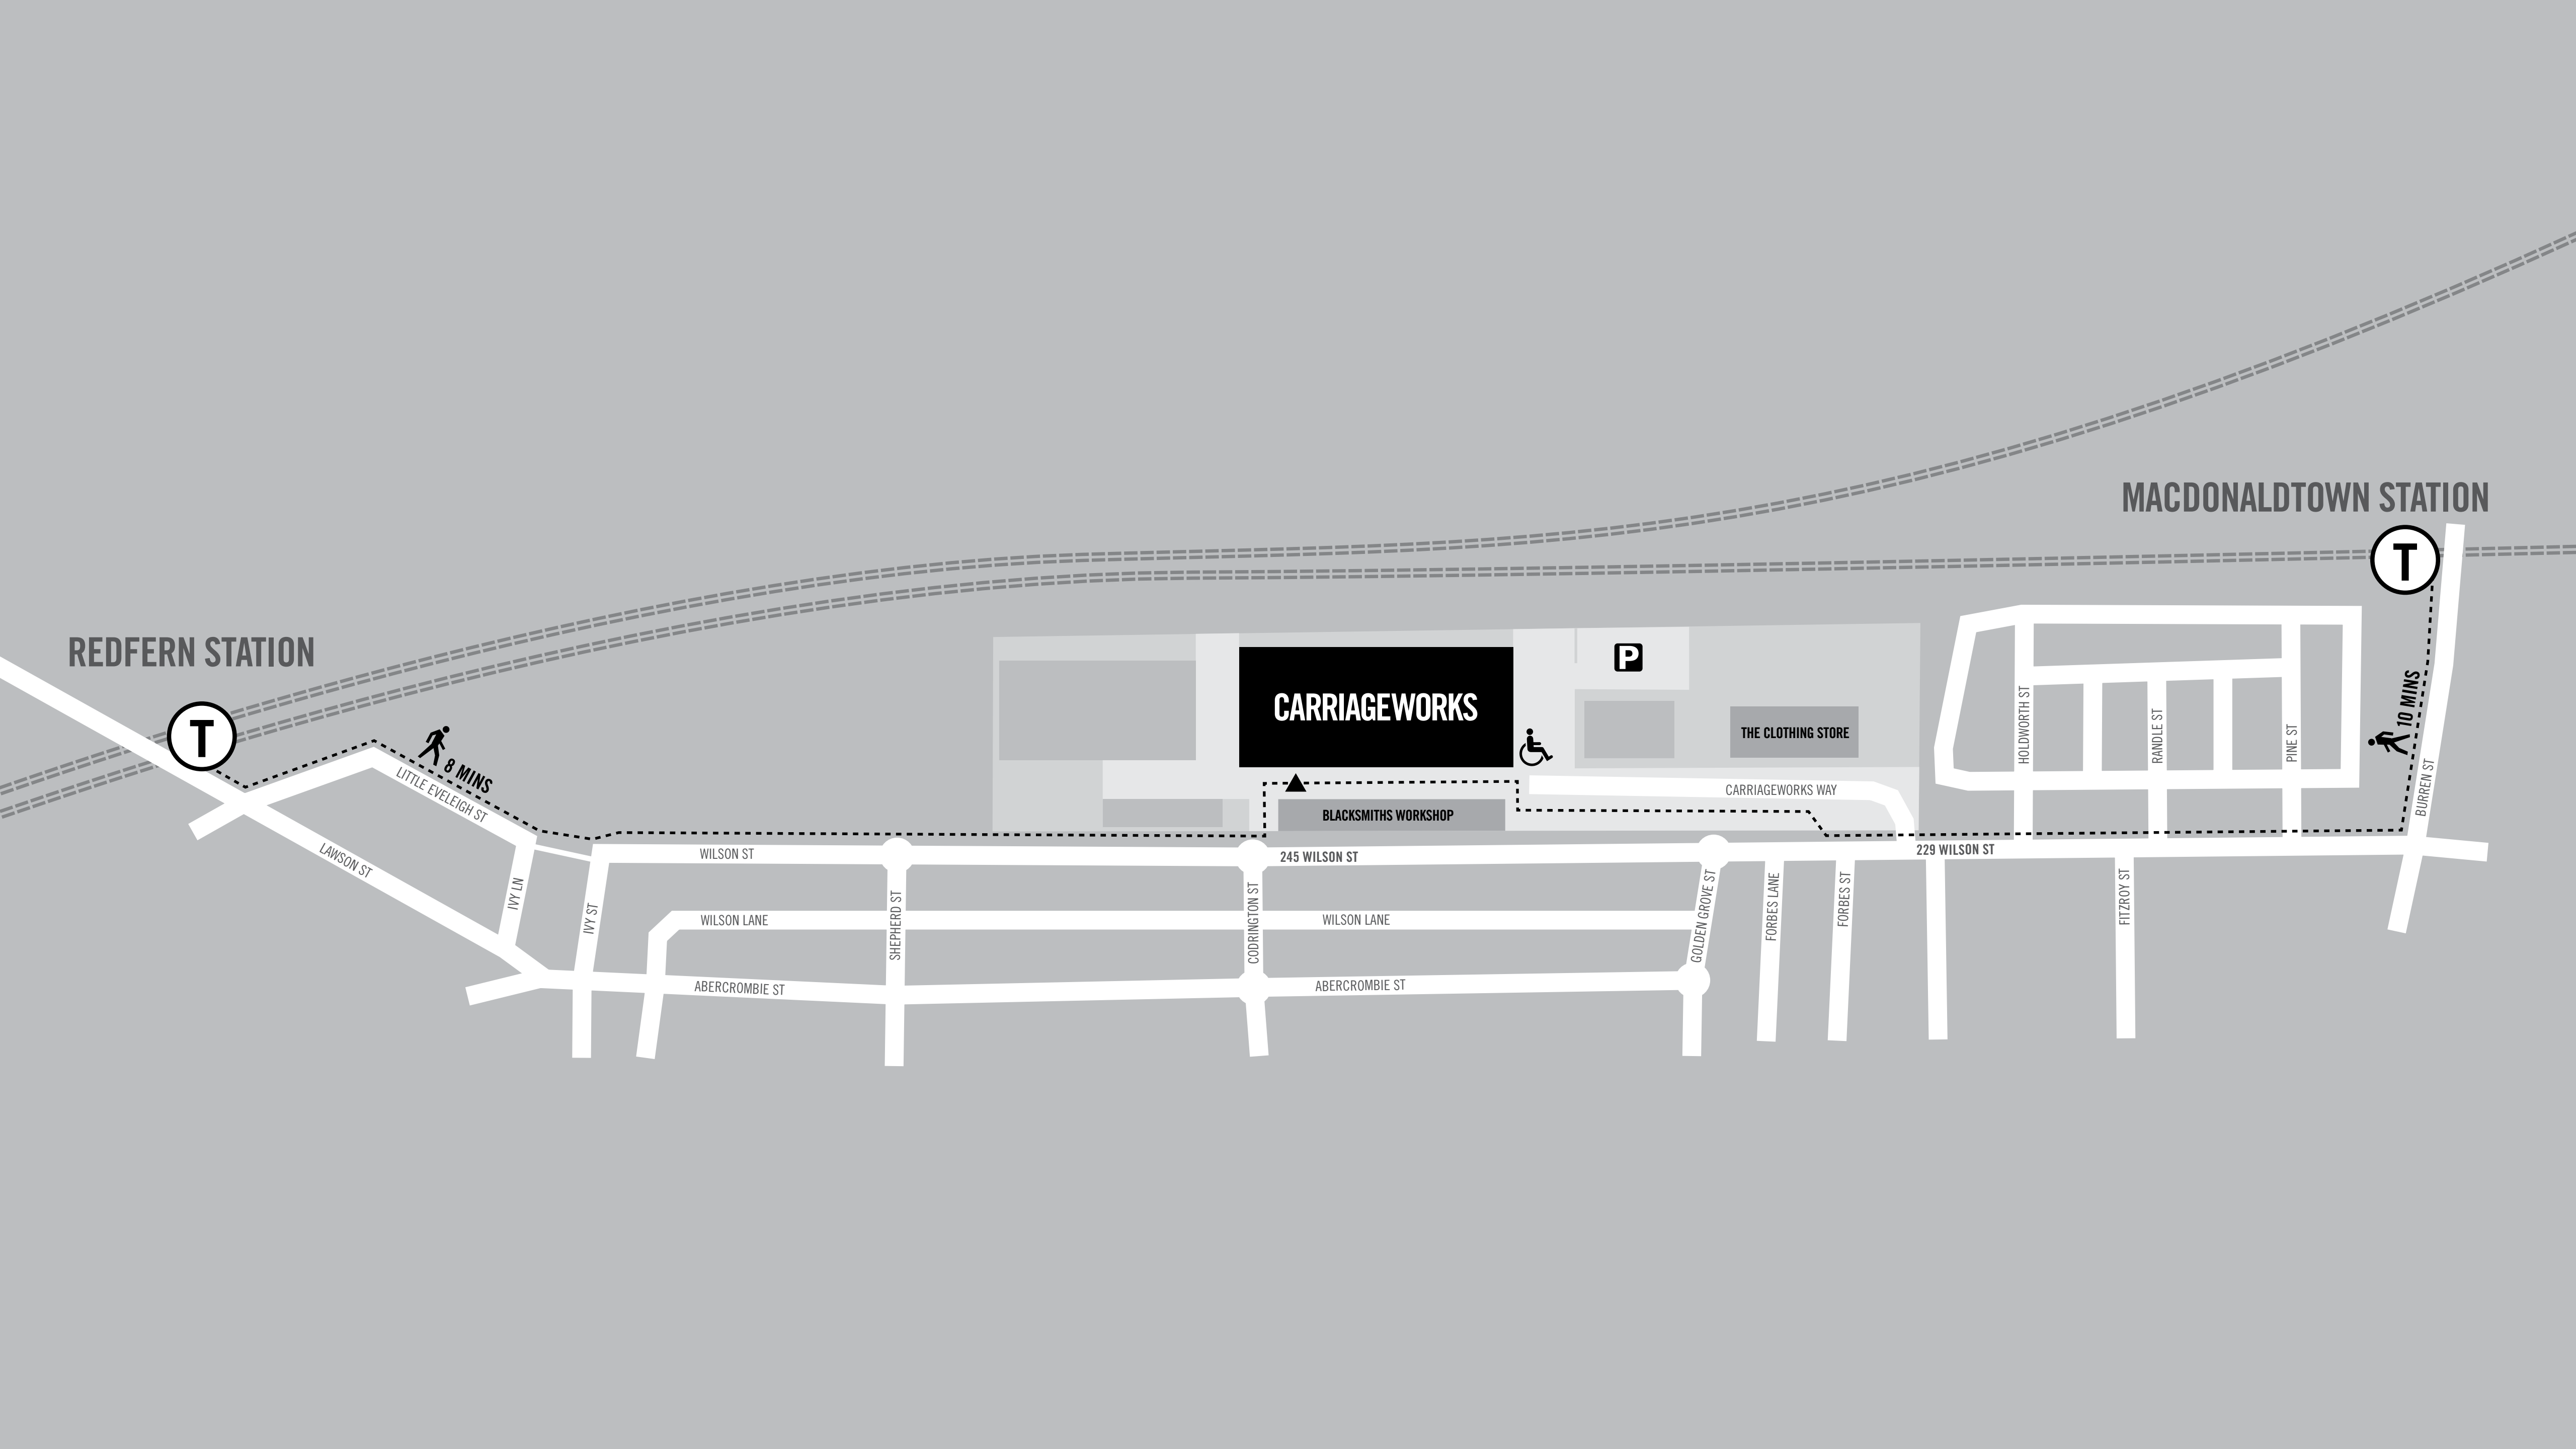 MACDONALDTOWN STATION
T
REDFERN STATION
T
P
CARRIAGEWORKS
THE CLOTHING STORE
8 MINS
10 MINS
LITTLE EVELEIGH ST
CARRIAGEWORKS WAY
BLACKSMITHS WORKSHOP
HOLDWORTH ST
RANDLE ST
PINE ST
BURREN ST
LAWSON ST
WILSON ST
245 WILSON ST
229 WILSON ST
IVY LN
IVY ST
WILSON LANE
SHEPHERD ST
CODRINGTON ST
WILSON LANE
GOLDEN GROVE ST
FORBES LANE
FORBES ST
FITZROY ST
ABERCROMBIE ST
ABERCROMBIE ST